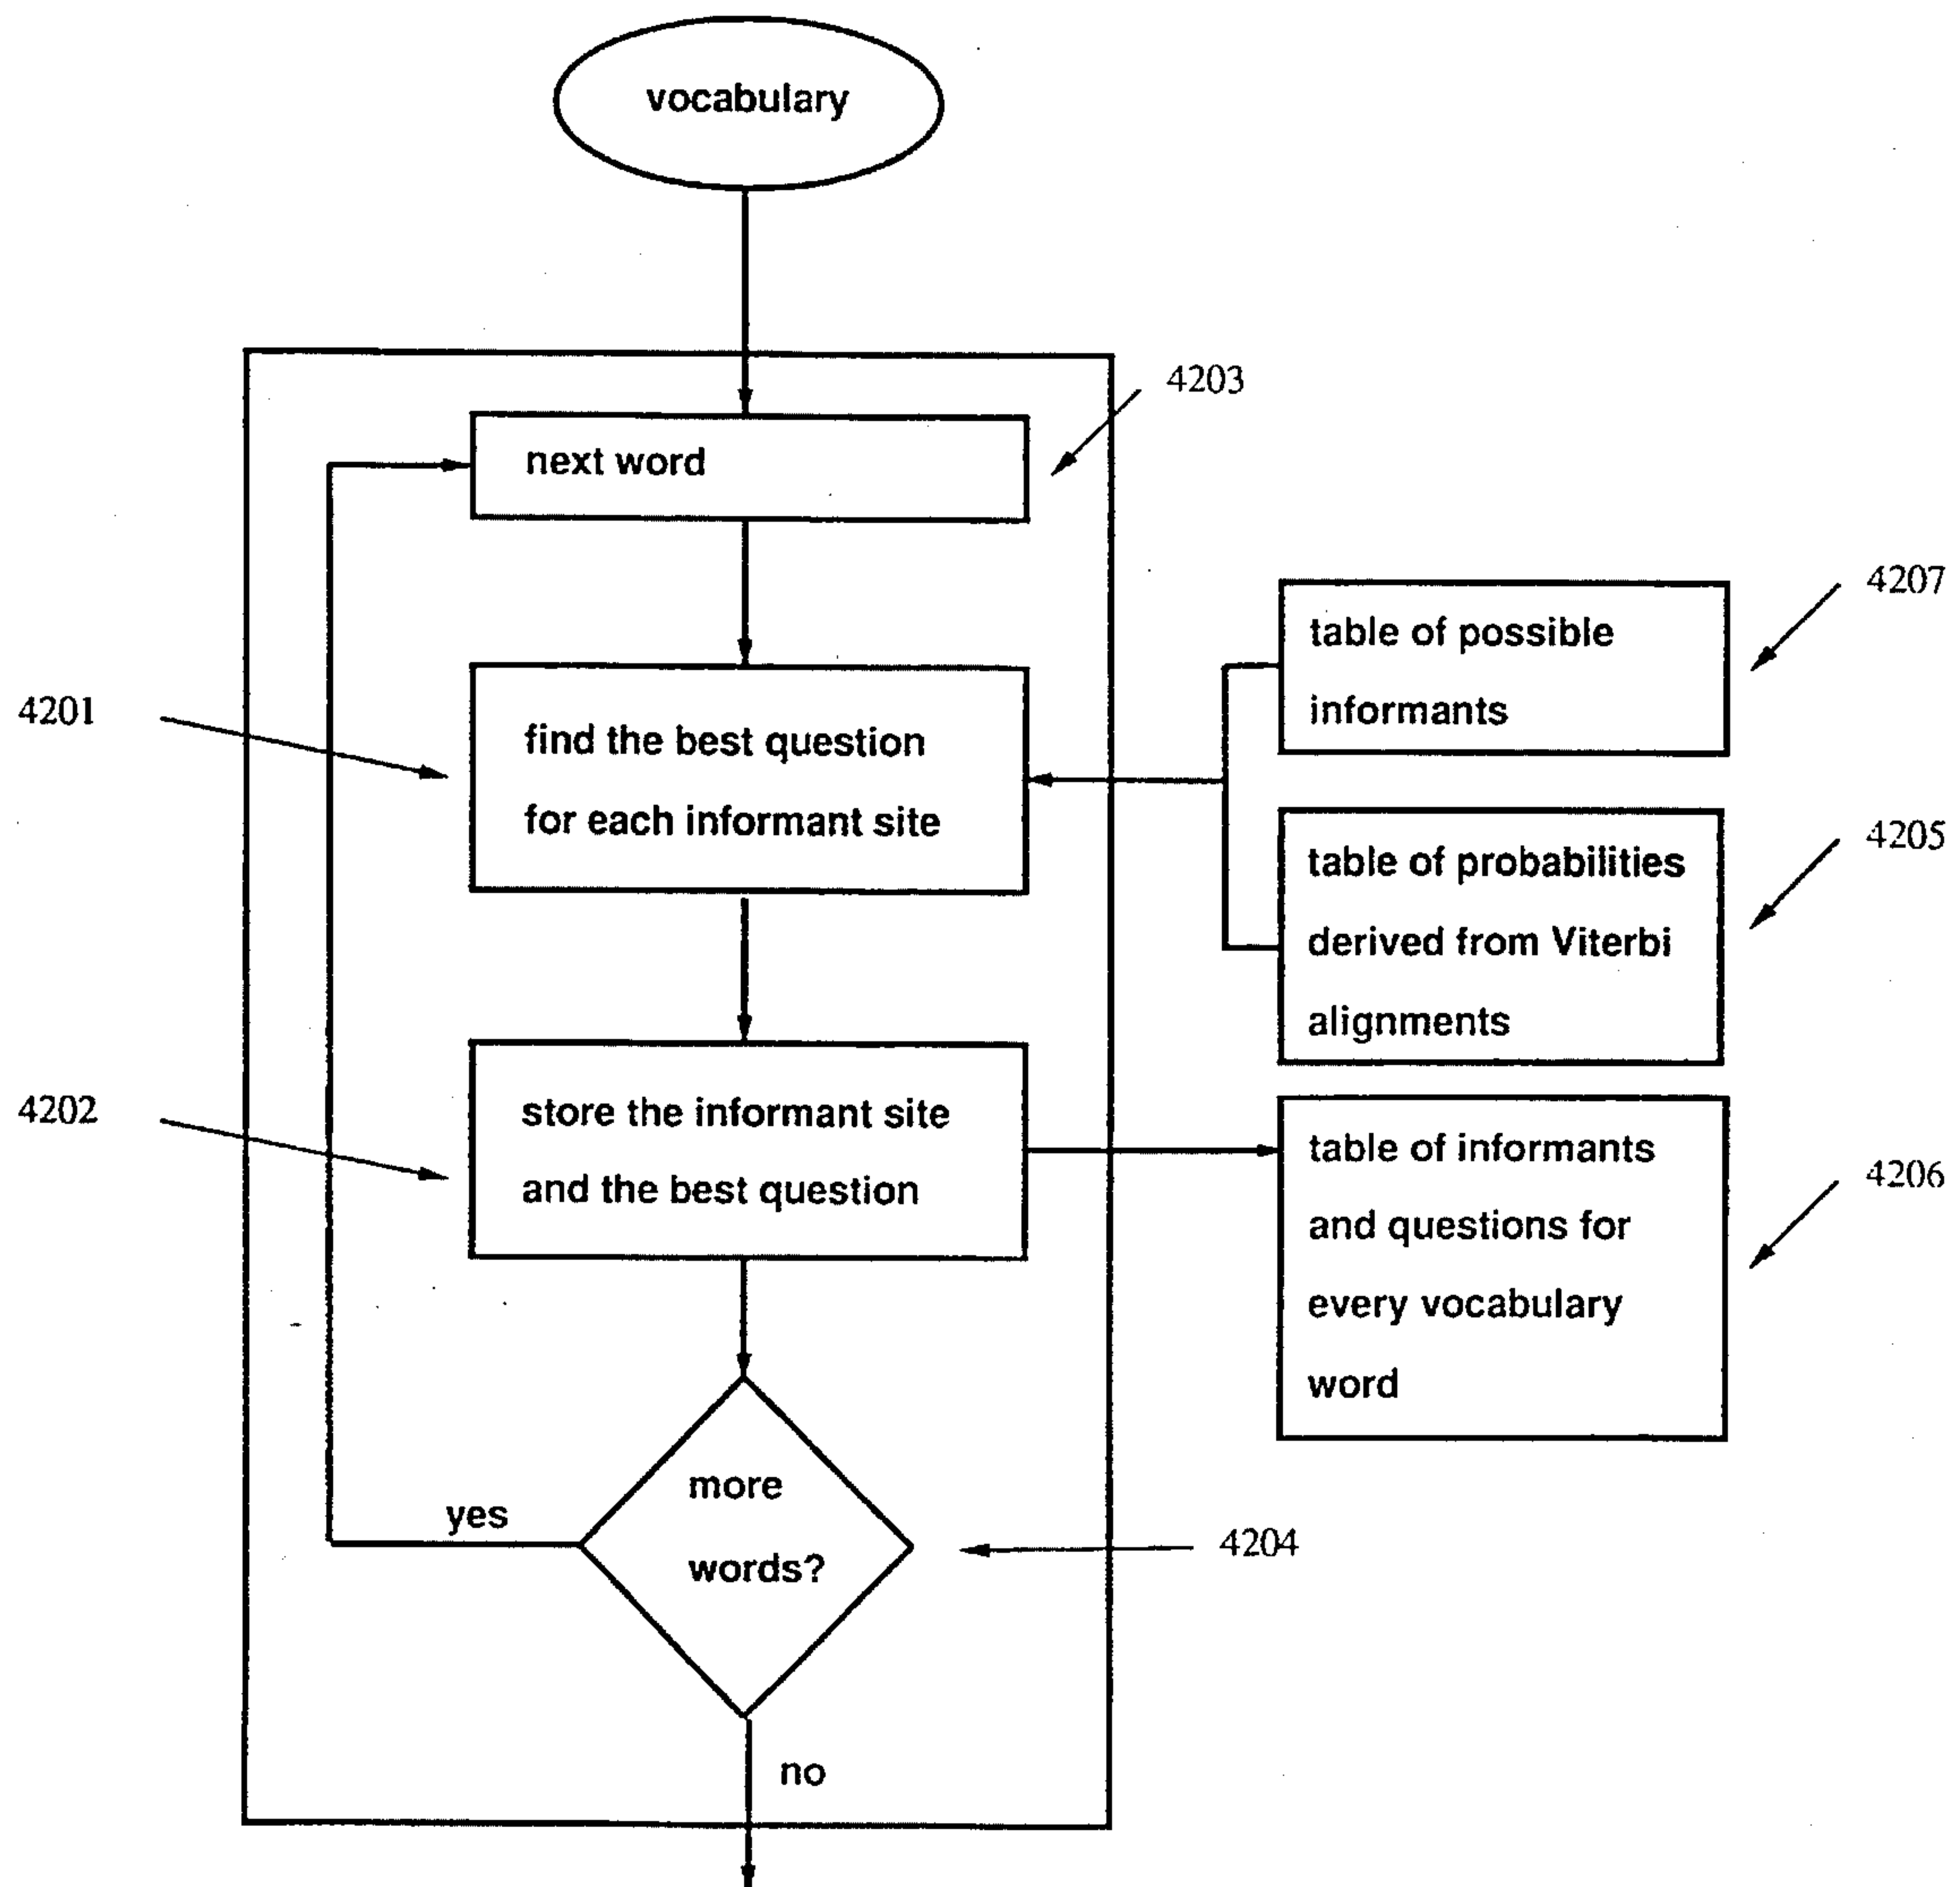 vocabulary
4203
next word
4207
table of possible
informants
4201
find the best question
for each informant site
4205
table of probabilities
derived from Viterbi
alignments
4202
store the informant site
and the best question
4206
table of informants
and questions for
every vocabulary
word
more
words?
yes
4204
no